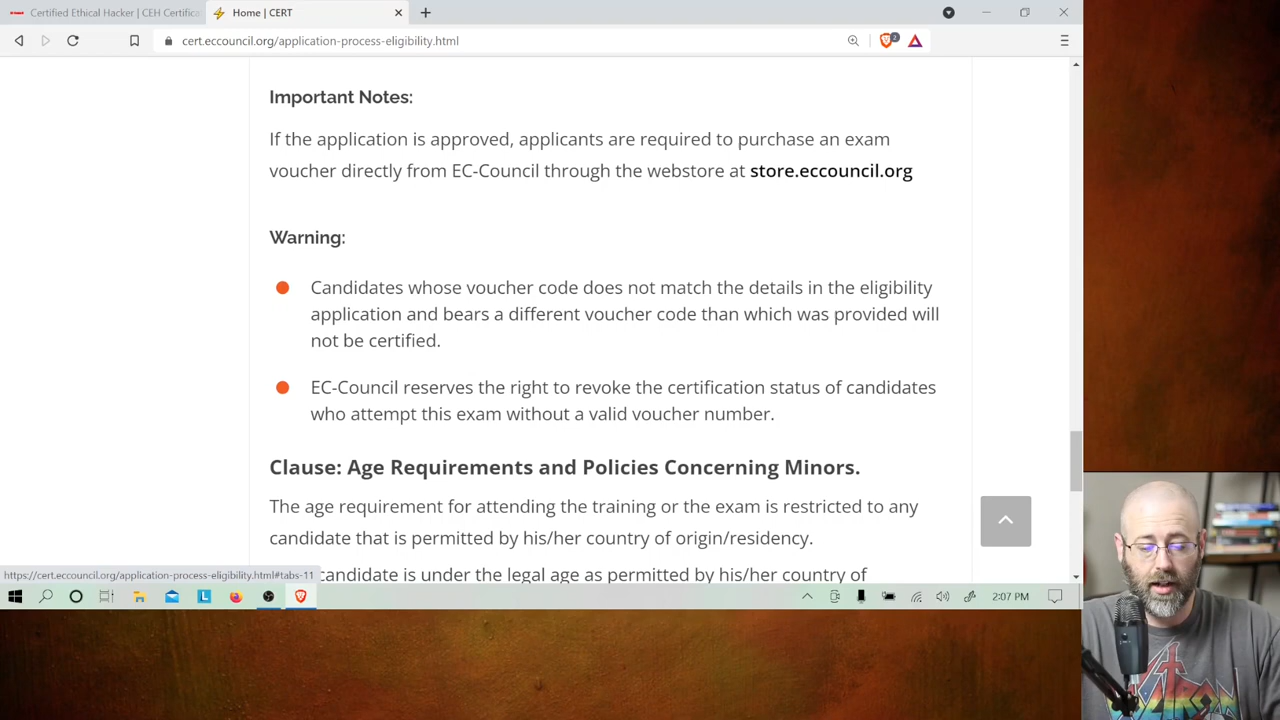 Certified Ethical Hacker | CEH Certifica
Home | CERT
cert.eccouncil.org/application-process-eligibility.html
2
Important Notes:
If the application is approved, applicants are required to purchase an exam
voucher directly from EC-Council through the webstore at store.eccouncil.org
Warning:
Candidates whose voucher code does not match the details in the eligibility
application and bears a different voucher code than which was provided will
not be certified.
EC-Council reserves the right to revoke the certification status of candidates
who attempt this exam without a valid voucher number.
Clause: Age Requirements and Policies Concerning Minors.
The age requirement for attending the training or the exam is restricted to any
candidate that is permitted by his/her country of origin/residency.
candidate is under the legal age as permitted by his/her country of
https://cert.eccouncil.org/application-process-eligibility.html#tabs-11
L
2:07 PM